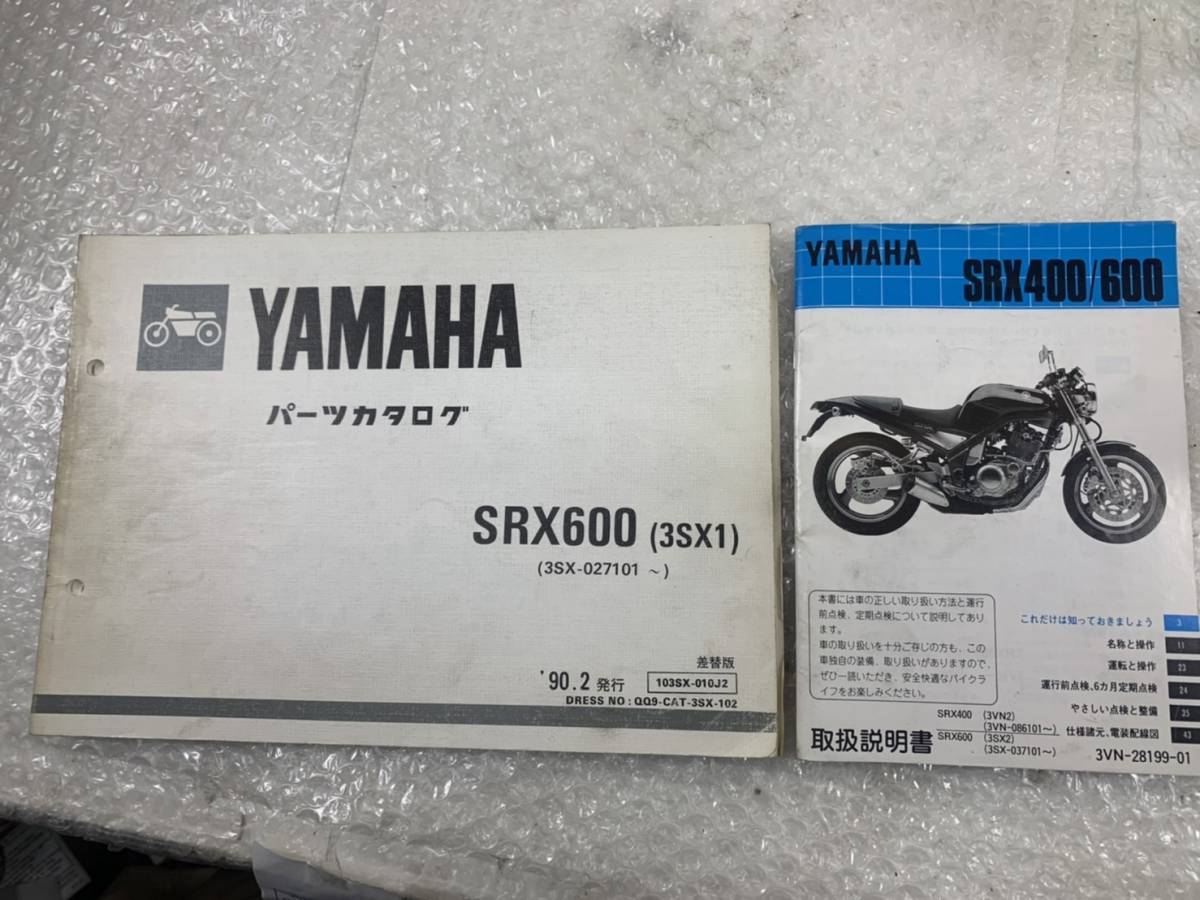 YAMAHA
パーツカタログ
SRX600 (3SX1)
(3SX-027101 ~)
差替版
'90.2 発行 103SX-010J2
DRESS NO : QQ9-CAT-3SX-102
YAMAHA
SRX400/600
本書には車の正しい取り扱い方法と運行
前点検、定期点検について説明してあり
ます。
車の取り扱いを十分ご存じの方も、この
車独自の装備、取り扱いがありますので、
ぜひ一読いただき、安全快適なバイクラ
イフをお楽しみください。
これだけは知っておきましょう 3
名称と操作 11
運転と操作 23
運行前点検、6カ月定期点検 24
やさしい点検と整備 35
仕様諸元、電装配線図 43
取扱説明書
SRX400 (3VN2)
(3VN-086101~)
SRX600 (3SX2)
(3SX-037101~)
3VN-28199-01